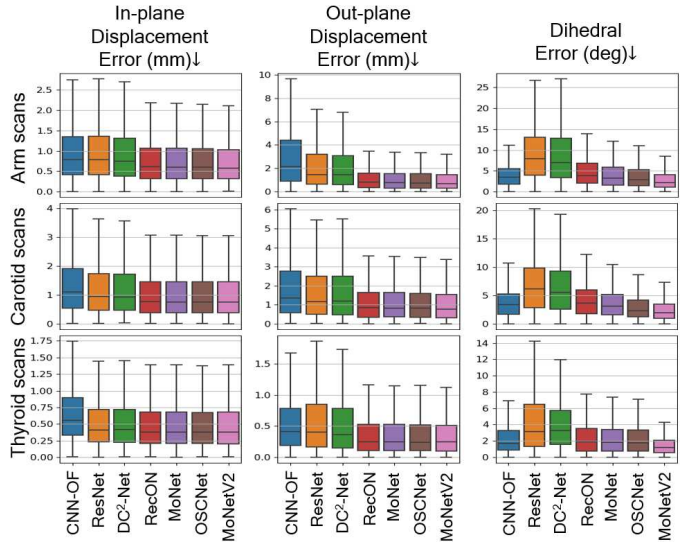 In-plane
Displacement
Error (mm)↓
Out-plane
Displacement
Error (mm)↓
Dihedral
Error (deg)↓
Arm scans
2.5
2.0
1.5
1.0
0.5
0.0
10
8
6
4
2
0
25
20
15
10
5
0
Carotid scans
4
3
2
1
0
6
5
4
3
2
1
0
20
15
10
5
0
Thyroid scans
1.75
1.50
1.25
1.00
0.75
0.50
0.25
0.00
1.5
1.0
0.5
0.0
14
12
10
8
6
4
2
0
CNN-OF
ResNet
DC²-Net
RecON
MoNet
OSCNet
MoNetV2
CNN-OF
ResNet
DC²-Net
RecON
MoNet
OSCNet
MoNetV2
CNN-OF
ResNet
DC²-Net
RecON
MoNet
OSCNet
MoNetV2